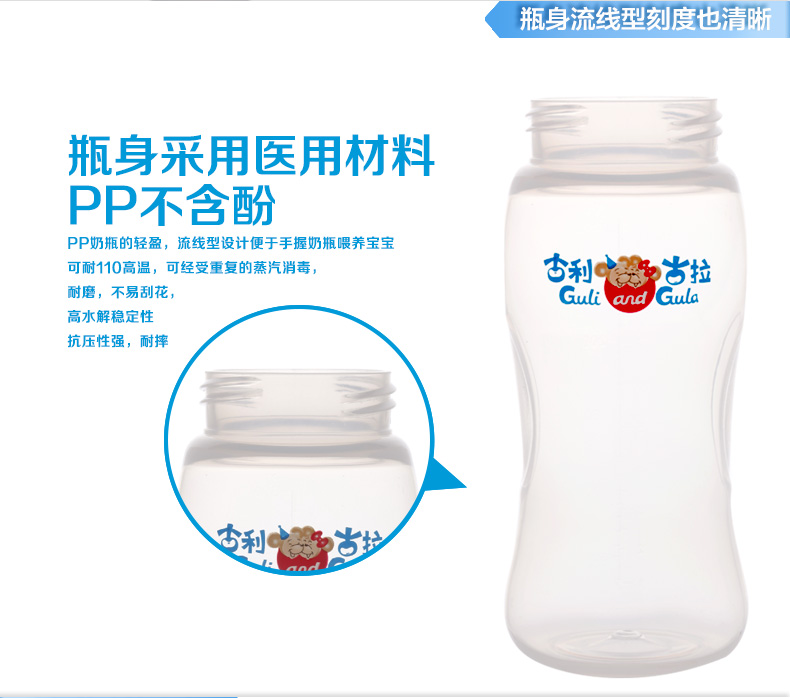 瓶身流线型刻度也清晰
瓶身采用医用材料
PP不含酚
PP奶瓶的轻盈，流线型设计便于手握奶瓶喂养宝宝
可耐110高温，可经受重复的蒸汽消毒，
耐磨，不易刮花，
高水解稳定性
抗压性强，耐摔
古利 古拉
Guli and Gula
古利 古拉
Guli and